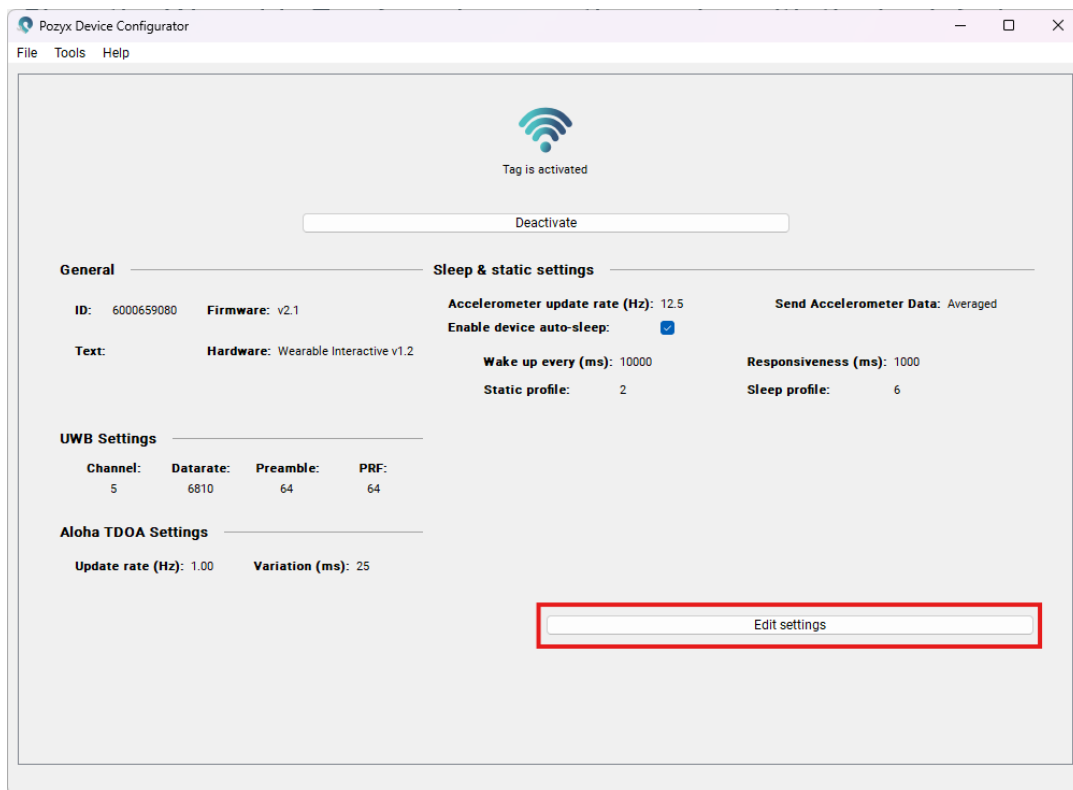 Pozyx Device Configurator
File Tools Help
Tag is activated
Deactivate
General
ID: 6000659080 Firmware: v2.1
Text: Hardware: Wearable Interactive v1.2
Sleep & static settings
Accelerometer update rate (Hz): 12.5 Send Accelerometer Data: Averaged
Enable device auto-sleep:
Wake up every (ms): 10000 Responsiveness (ms): 1000
Static profile: 2 Sleep profile: 6
UWB Settings
Channel: Datarate: Preamble: PRF:
5 6810 64 64
Aloha TDOA Settings
Update rate (Hz): 1.00 Variation (ms): 25
Edit settings